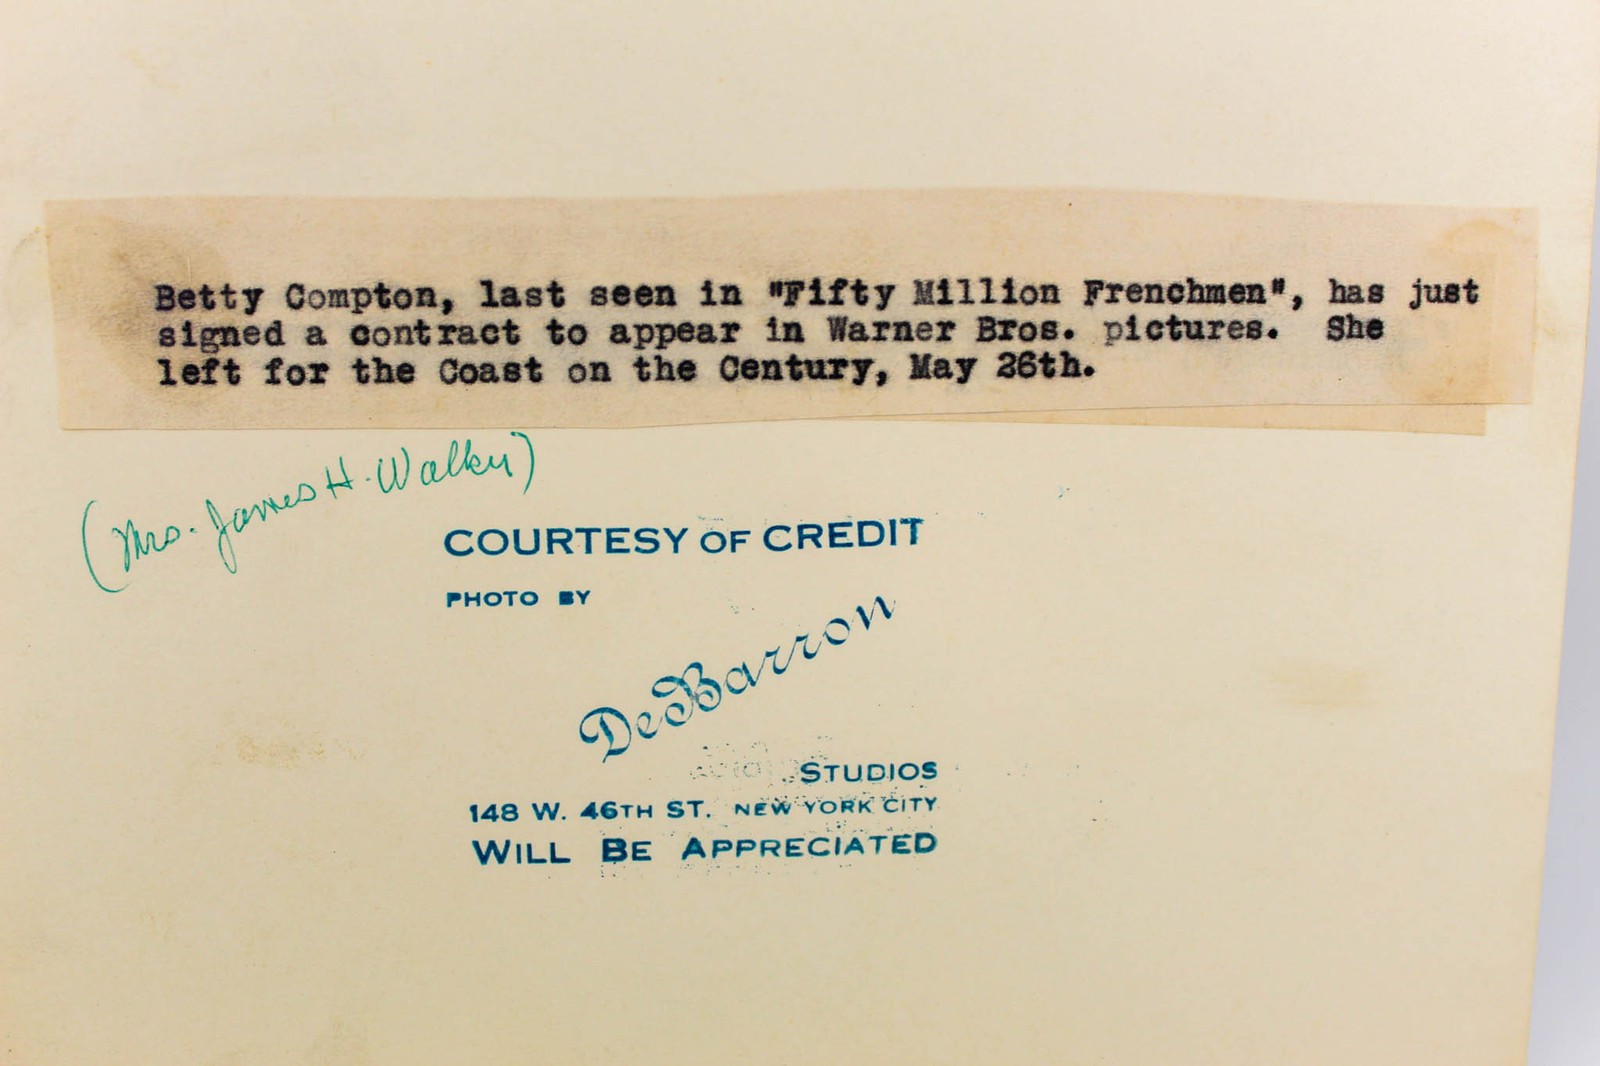 Betty Compton, last seen in "Fifty Million Frenchmen", has just
signed a contract to appear in Warner Bros. pictures. She
left for the Coast on the Century, May 26th.
(Mrs. James H. Walker)
COURTESY OF CREDIT
PHOTO BY
DeBarron
STUDIOS
148 W. 46TH ST. NEW YORK CITY
WILL BE APPRECIATED